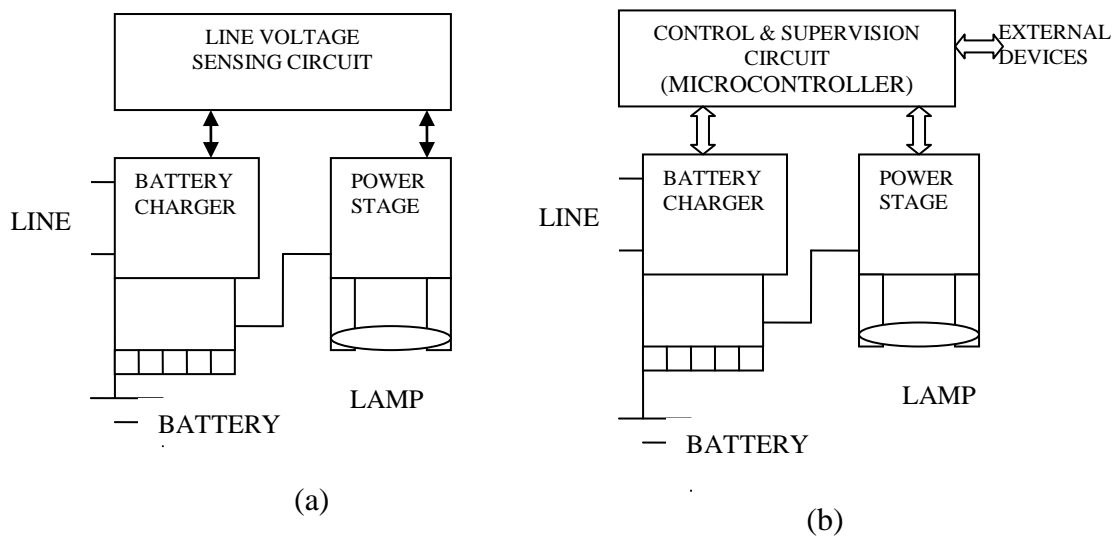 LINE VOLTAGE
SENSING CIRCUIT
BATTERY
CHARGER
POWER
STAGE
LINE
LAMP
BATTERY
(a)
CONTROL & SUPERVISION
CIRCUIT
(MICROCONTROLLER)
EXTERNAL
DEVICES
BATTERY
CHARGER
POWER
STAGE
LINE
LAMP
BATTERY
(b)